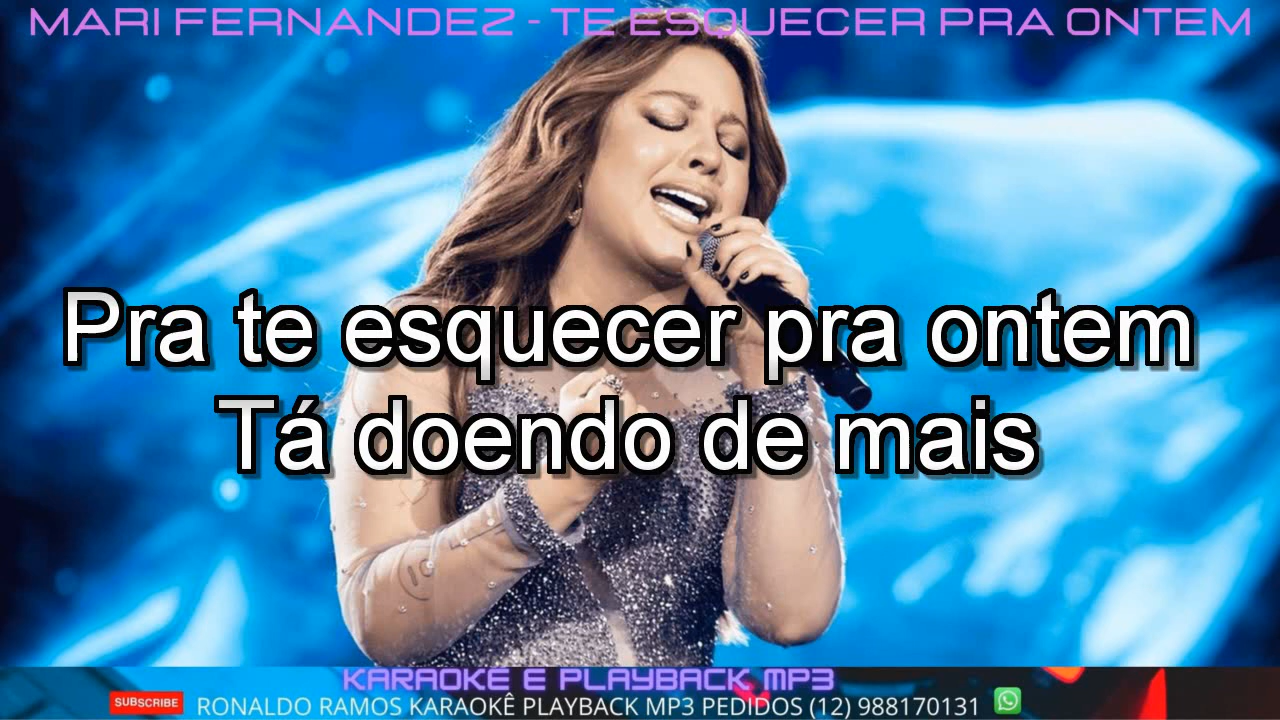 MARI FERNANDEZ - TE ESQUECER PRA ONTEM
Pra te esquecer pra ontem
Tá doendo de mais
KARAOKE E PLAYBACK MP3
SUBSCRIBE
RONALDO RAMOS KARAOKÊ PLAYBACK MP3 PEDIDOS (12) 988170131